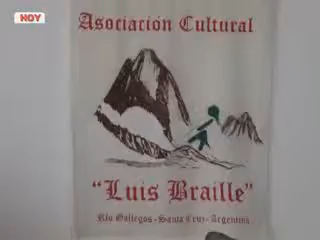 HOY
Asociación Cultural
“Luis Braille”
Río Gallegos - Santa Cruz - Argentina